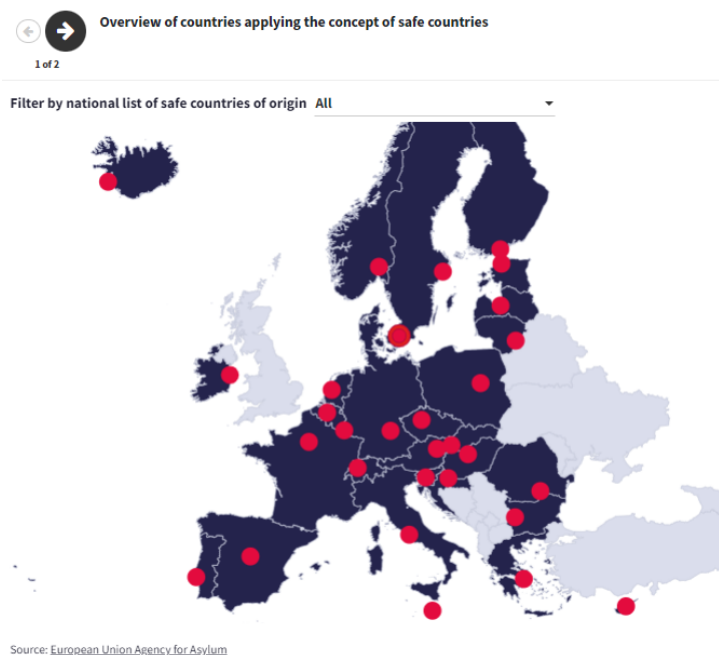 Overview of countries applying the concept of safe countries
1 of 2
Filter by national list of safe countries of origin All
Source: European Union Agency for Asylum